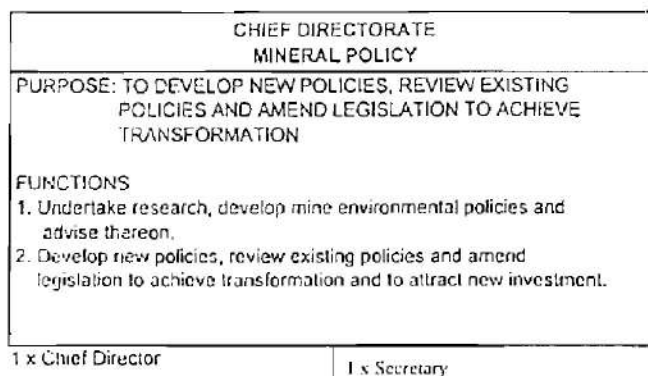 CHIEF DIRECTORATE
MINERAL POLICY
PURPOSE: TO DEVELOP NEW POLICIES, REVIEW EXISTING
POLICIES AND AMEND LEGISLATION TO ACHIEVE
TRANSFORMATION
FUNCTIONS
1. Undertake research, develop mine environmental policies and
advise thereon.
2. Develop new policies, review existing policies and amend
legislation to achieve transformation and to attract new investment.
1 x Chief Director
1 x Secretary